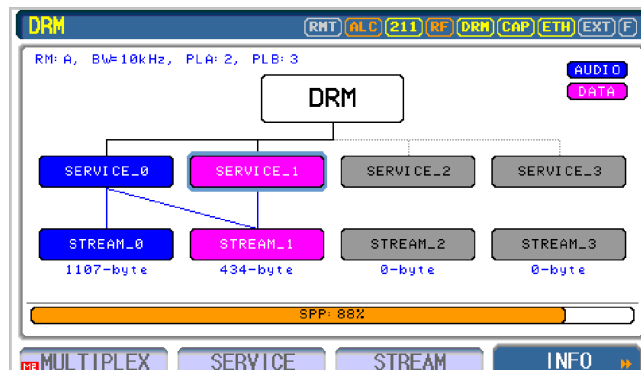 DRM RMT ALC 211 RF DRM CAP ETH EXT F
RM: A, BW=10kHz, PLA: 2, PLB: 3
AUDIO
DATA
DRM
SERVICE_0 SERVICE_1 SERVICE_2 SERVICE_3
STREAM_0 STREAM_1 STREAM_2 STREAM_3
1107-byte 434-byte 0-byte 0-byte
SPP: 88%
MULTIPLEX SERVICE STREAM INFO